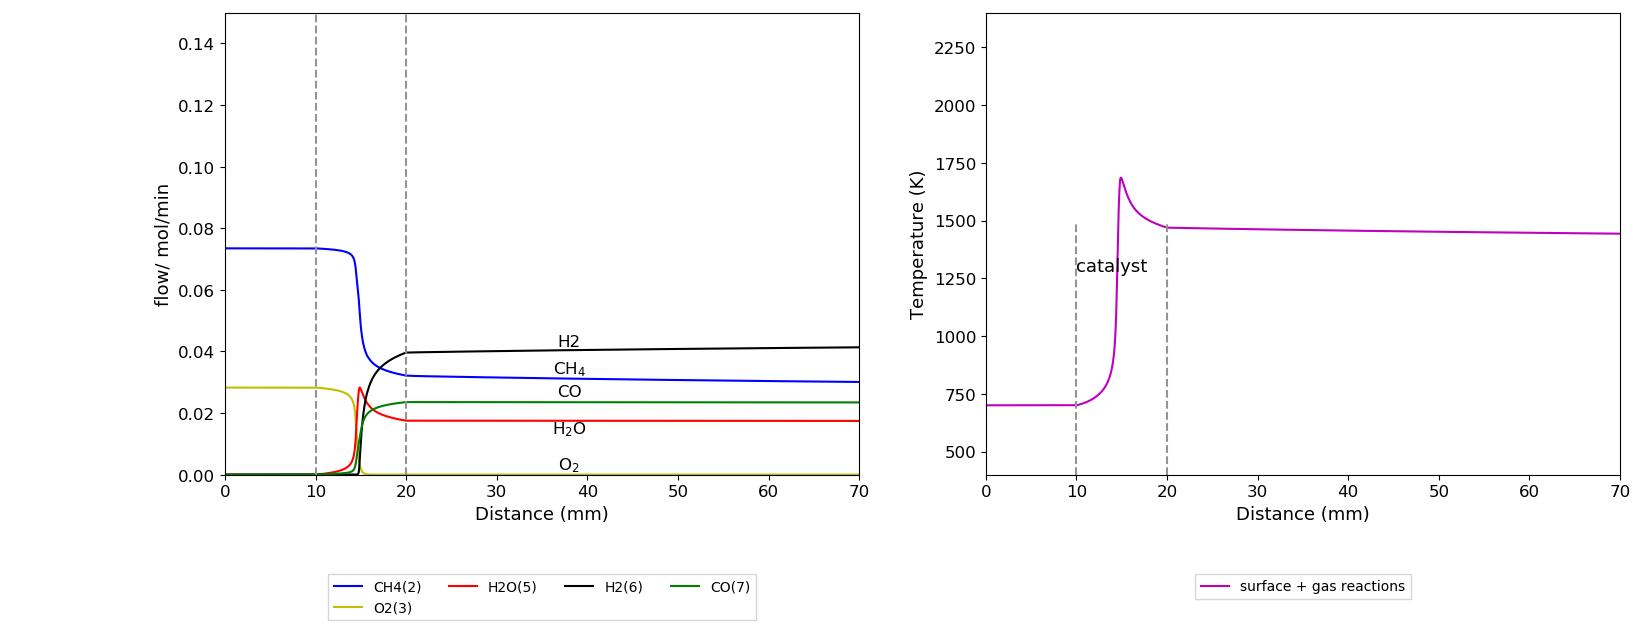 0.14
0.12
0.10
0.08
0.06
0.04
0.02
0.00
flow/ mol/min
H2
CH₄
CO
H₂O
O₂
0 10 20 30 40 50 60 70
Distance (mm)
CH4(2) H2O(5) H2(6) CO(7)
O2(3)
2250
2000
1750
1500
1250
1000
750
500
Temperature (K)
catalyst
0 10 20 30 40 50 60 70
Distance (mm)
surface + gas reactions